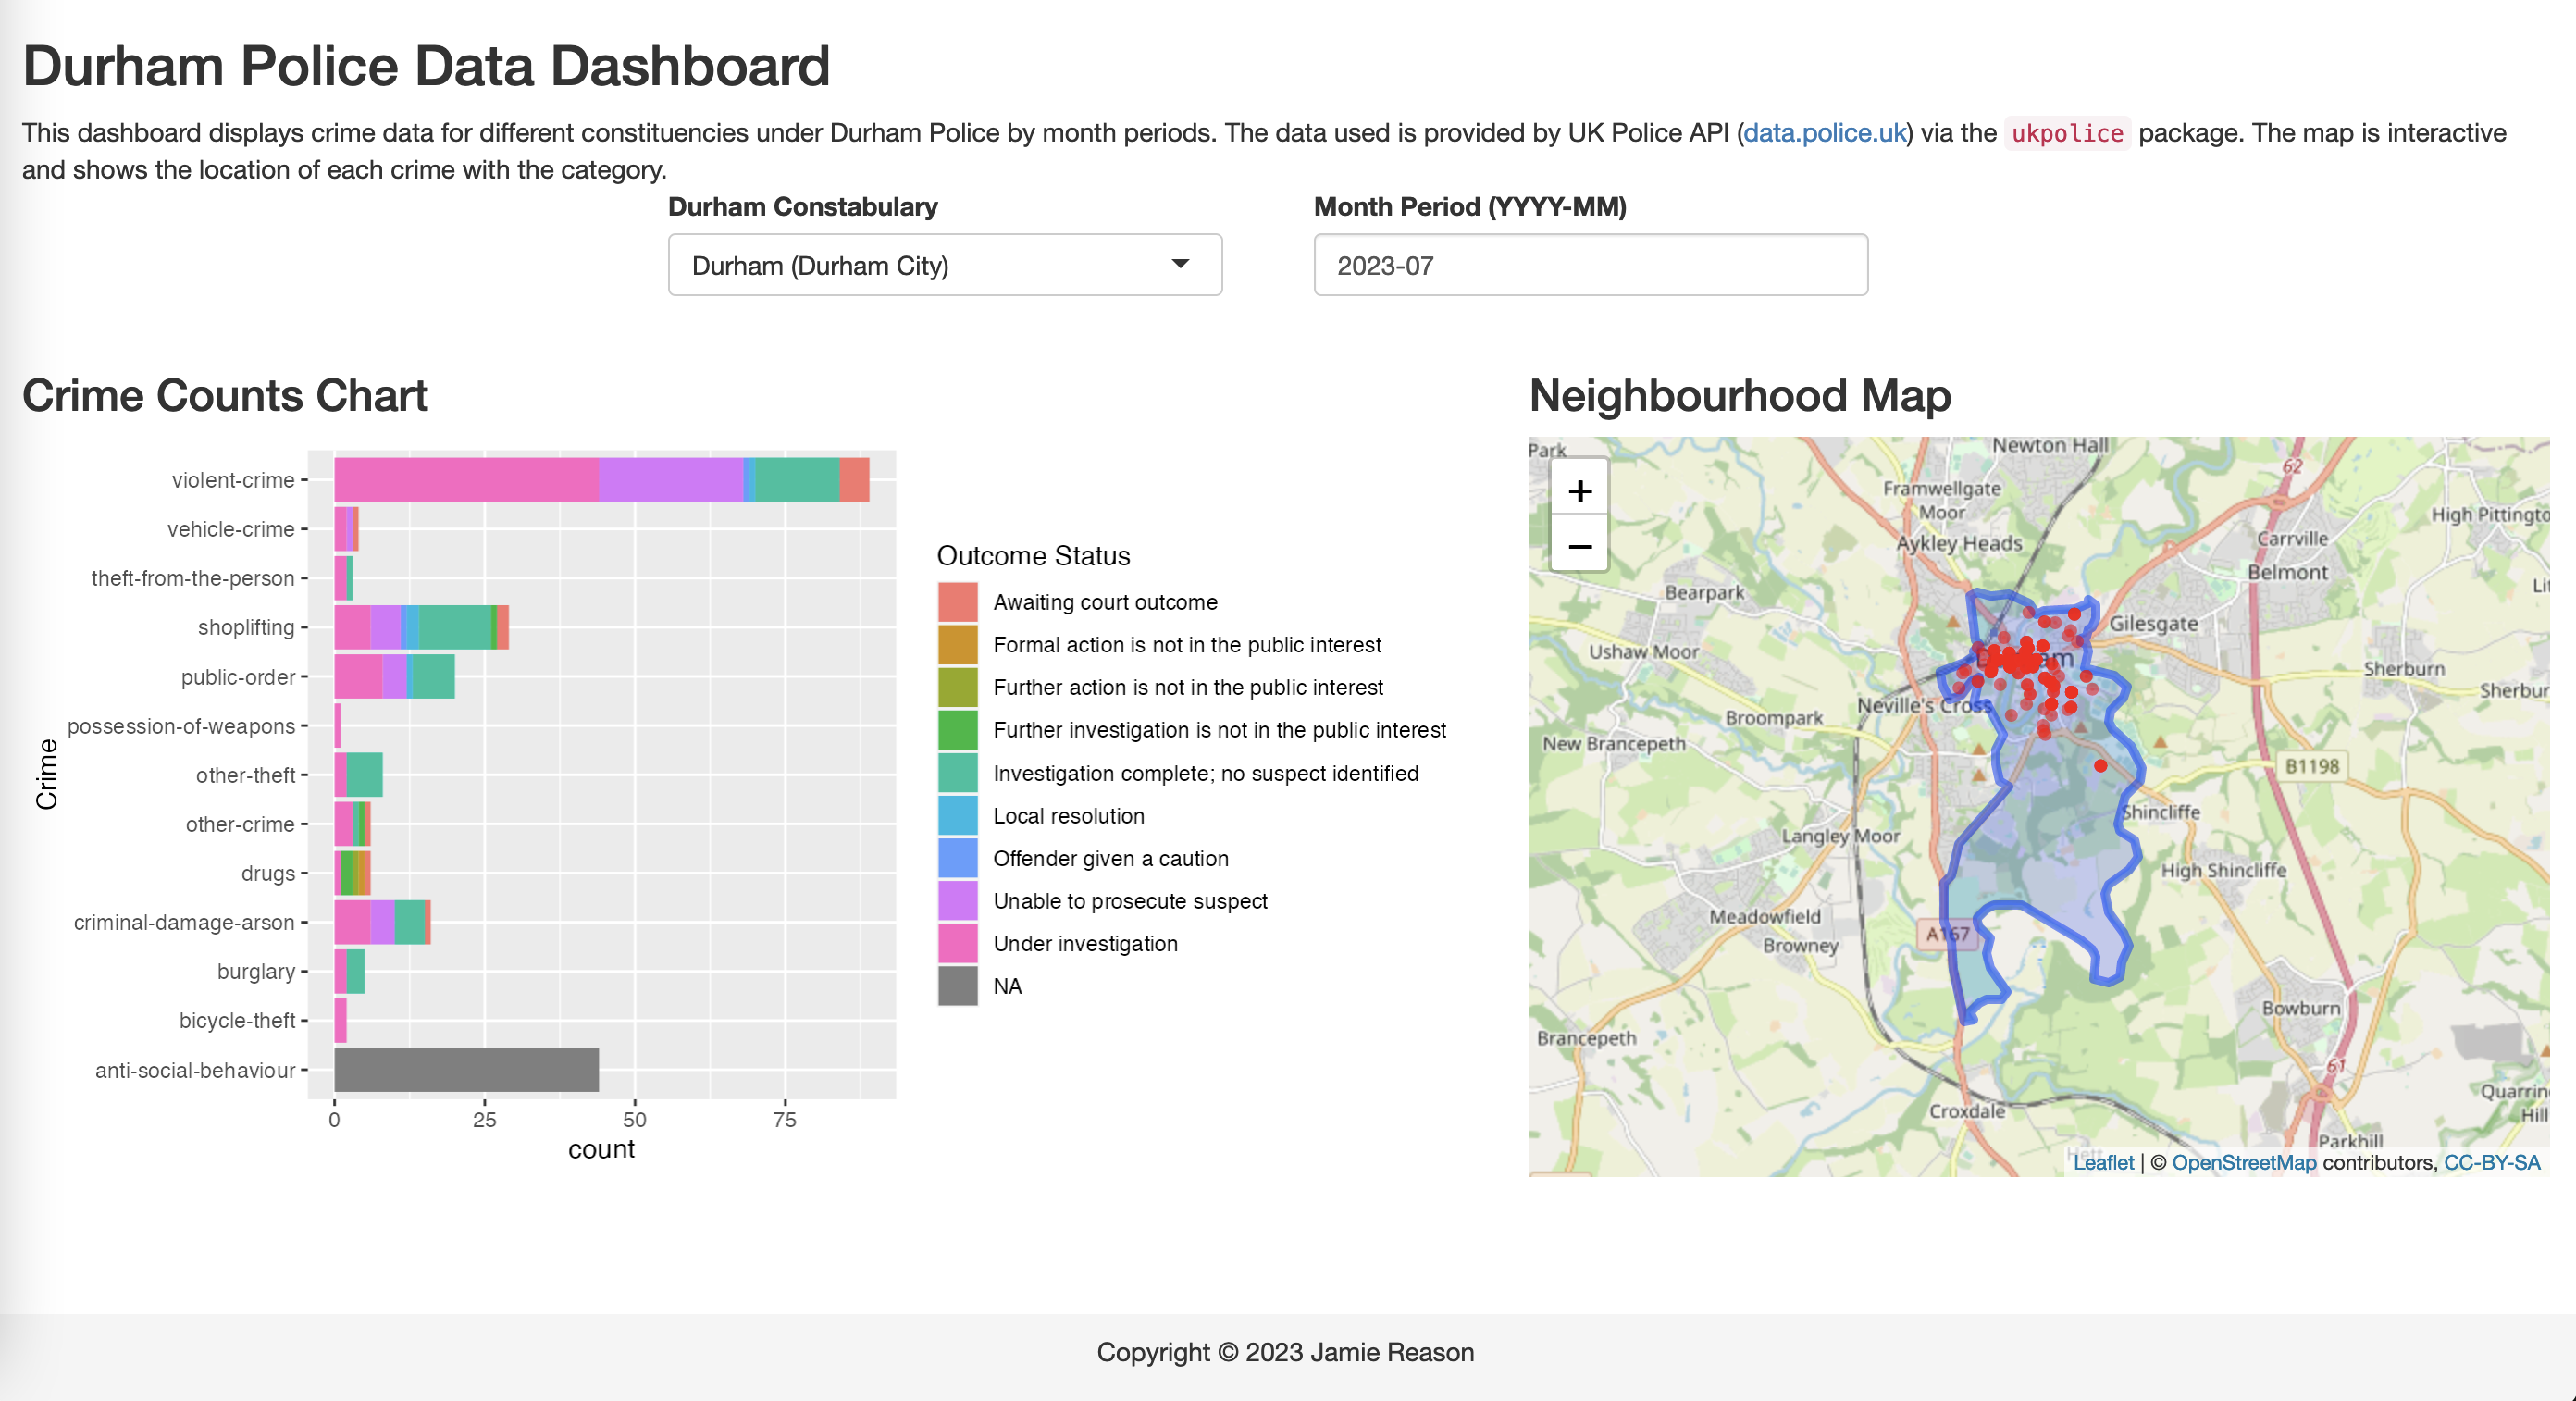 Durham Police Data Dashboard
This dashboard displays crime data for different constituencies under Durham Police by month periods. The data used is provided by UK Police API (data.police.uk) via the ukpolice package. The map is interactive
and shows the location of each crime with the category.
Durham Constabulary
Durham (Durham City)
Month Period (YYYY-MM)
2023-07
Crime Counts Chart
Crime
violent-crime
vehicle-crime
theft-from-the-person
shoplifting
public-order
possession-of-weapons
other-theft
other-crime
drugs
criminal-damage-arson
burglary
bicycle-theft
anti-social-behaviour
0 25 50 75
count
Outcome Status
Awaiting court outcome
Formal action is not in the public interest
Further action is not in the public interest
Further investigation is not in the public interest
Investigation complete; no suspect identified
Local resolution
Offender given a caution
Unable to prosecute suspect
Under investigation
NA
Neighbourhood Map
Park
+
−
Newton Hall
62
Framwellgate
Moor
High Pittingto
Aykley Heads
Carrville
Belmont
Bearpark
Gilesgate
Ushaw Moor
Sherburn
Sherbur
Neville's Cross
Broompark
New Brancepeth
B1198
Shincliffe
Langley Moor
High Shincliffe
Meadowfield
A167
Browney
Bowburn
Brancepeth
61
Quarrin
Hill
Croxdale
Parkhill
Leaflet | © OpenStreetMap contributors, CC-BY-SA
Copyright © 2023 Jamie Reason